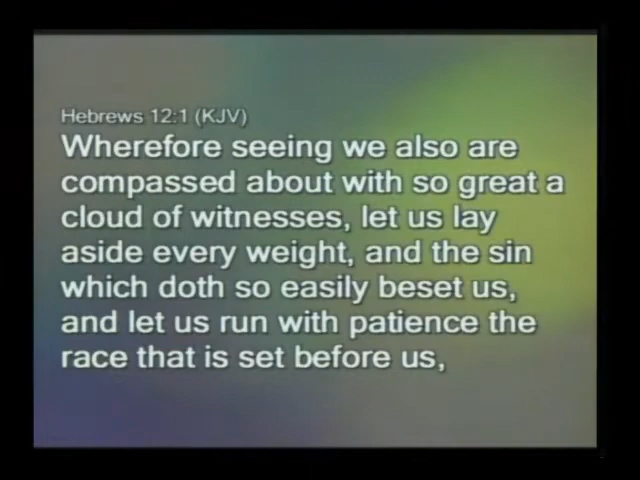 Hebrews 12:1 (KJV)
Wherefore seeing we also are
compassed about with so great a
cloud of witnesses, let us lay
aside every weight, and the sin
which doth so easily beset us,
and let us run with patience the
race that is set before us,